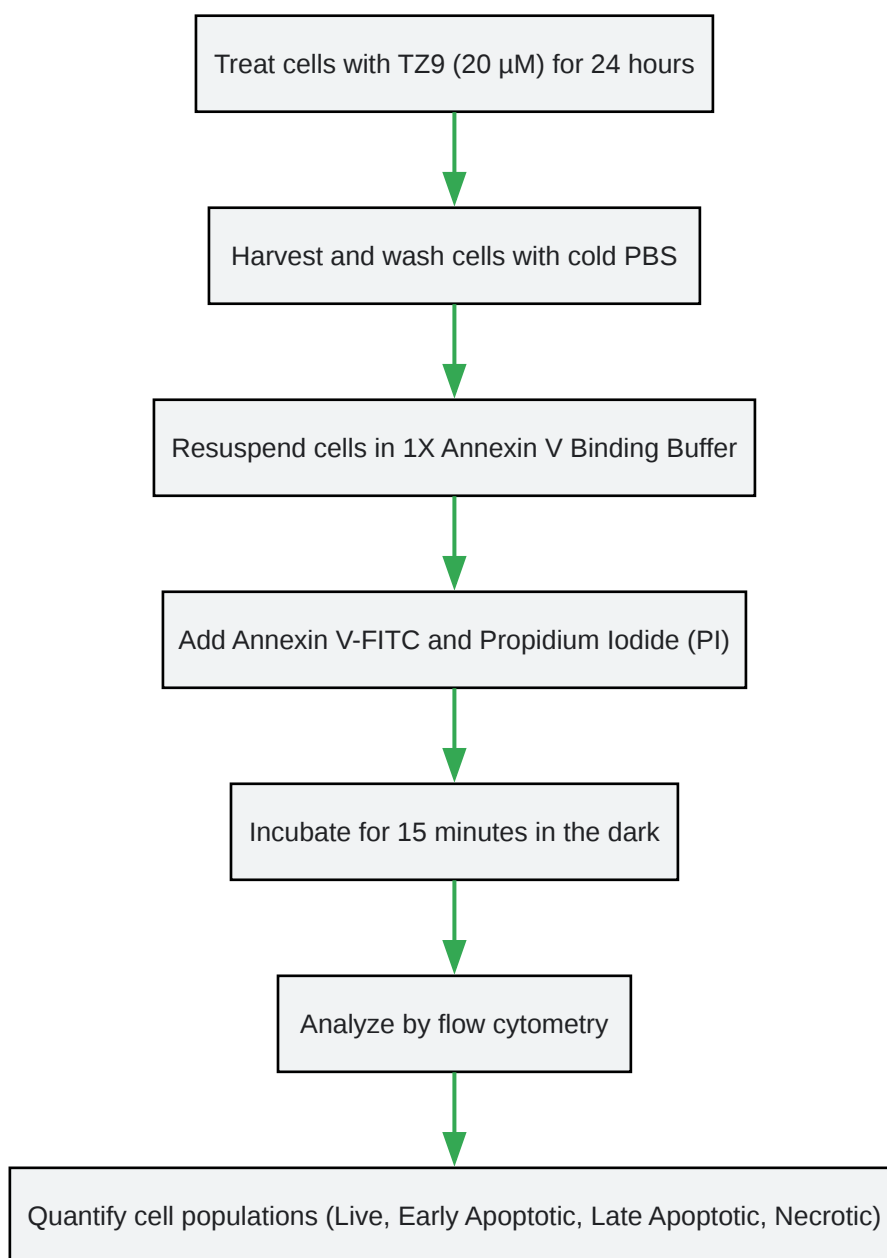 Treat cells with TZ9 (20 µM) for 24 hours
Harvest and wash cells with cold PBS
Resuspend cells in 1X Annexin V Binding Buffer
Add Annexin V-FITC and Propidium Iodide (PI)
Incubate for 15 minutes in the dark
Analyze by flow cytometry
Quantify cell populations (Live, Early Apoptotic, Late Apoptotic, Necrotic)